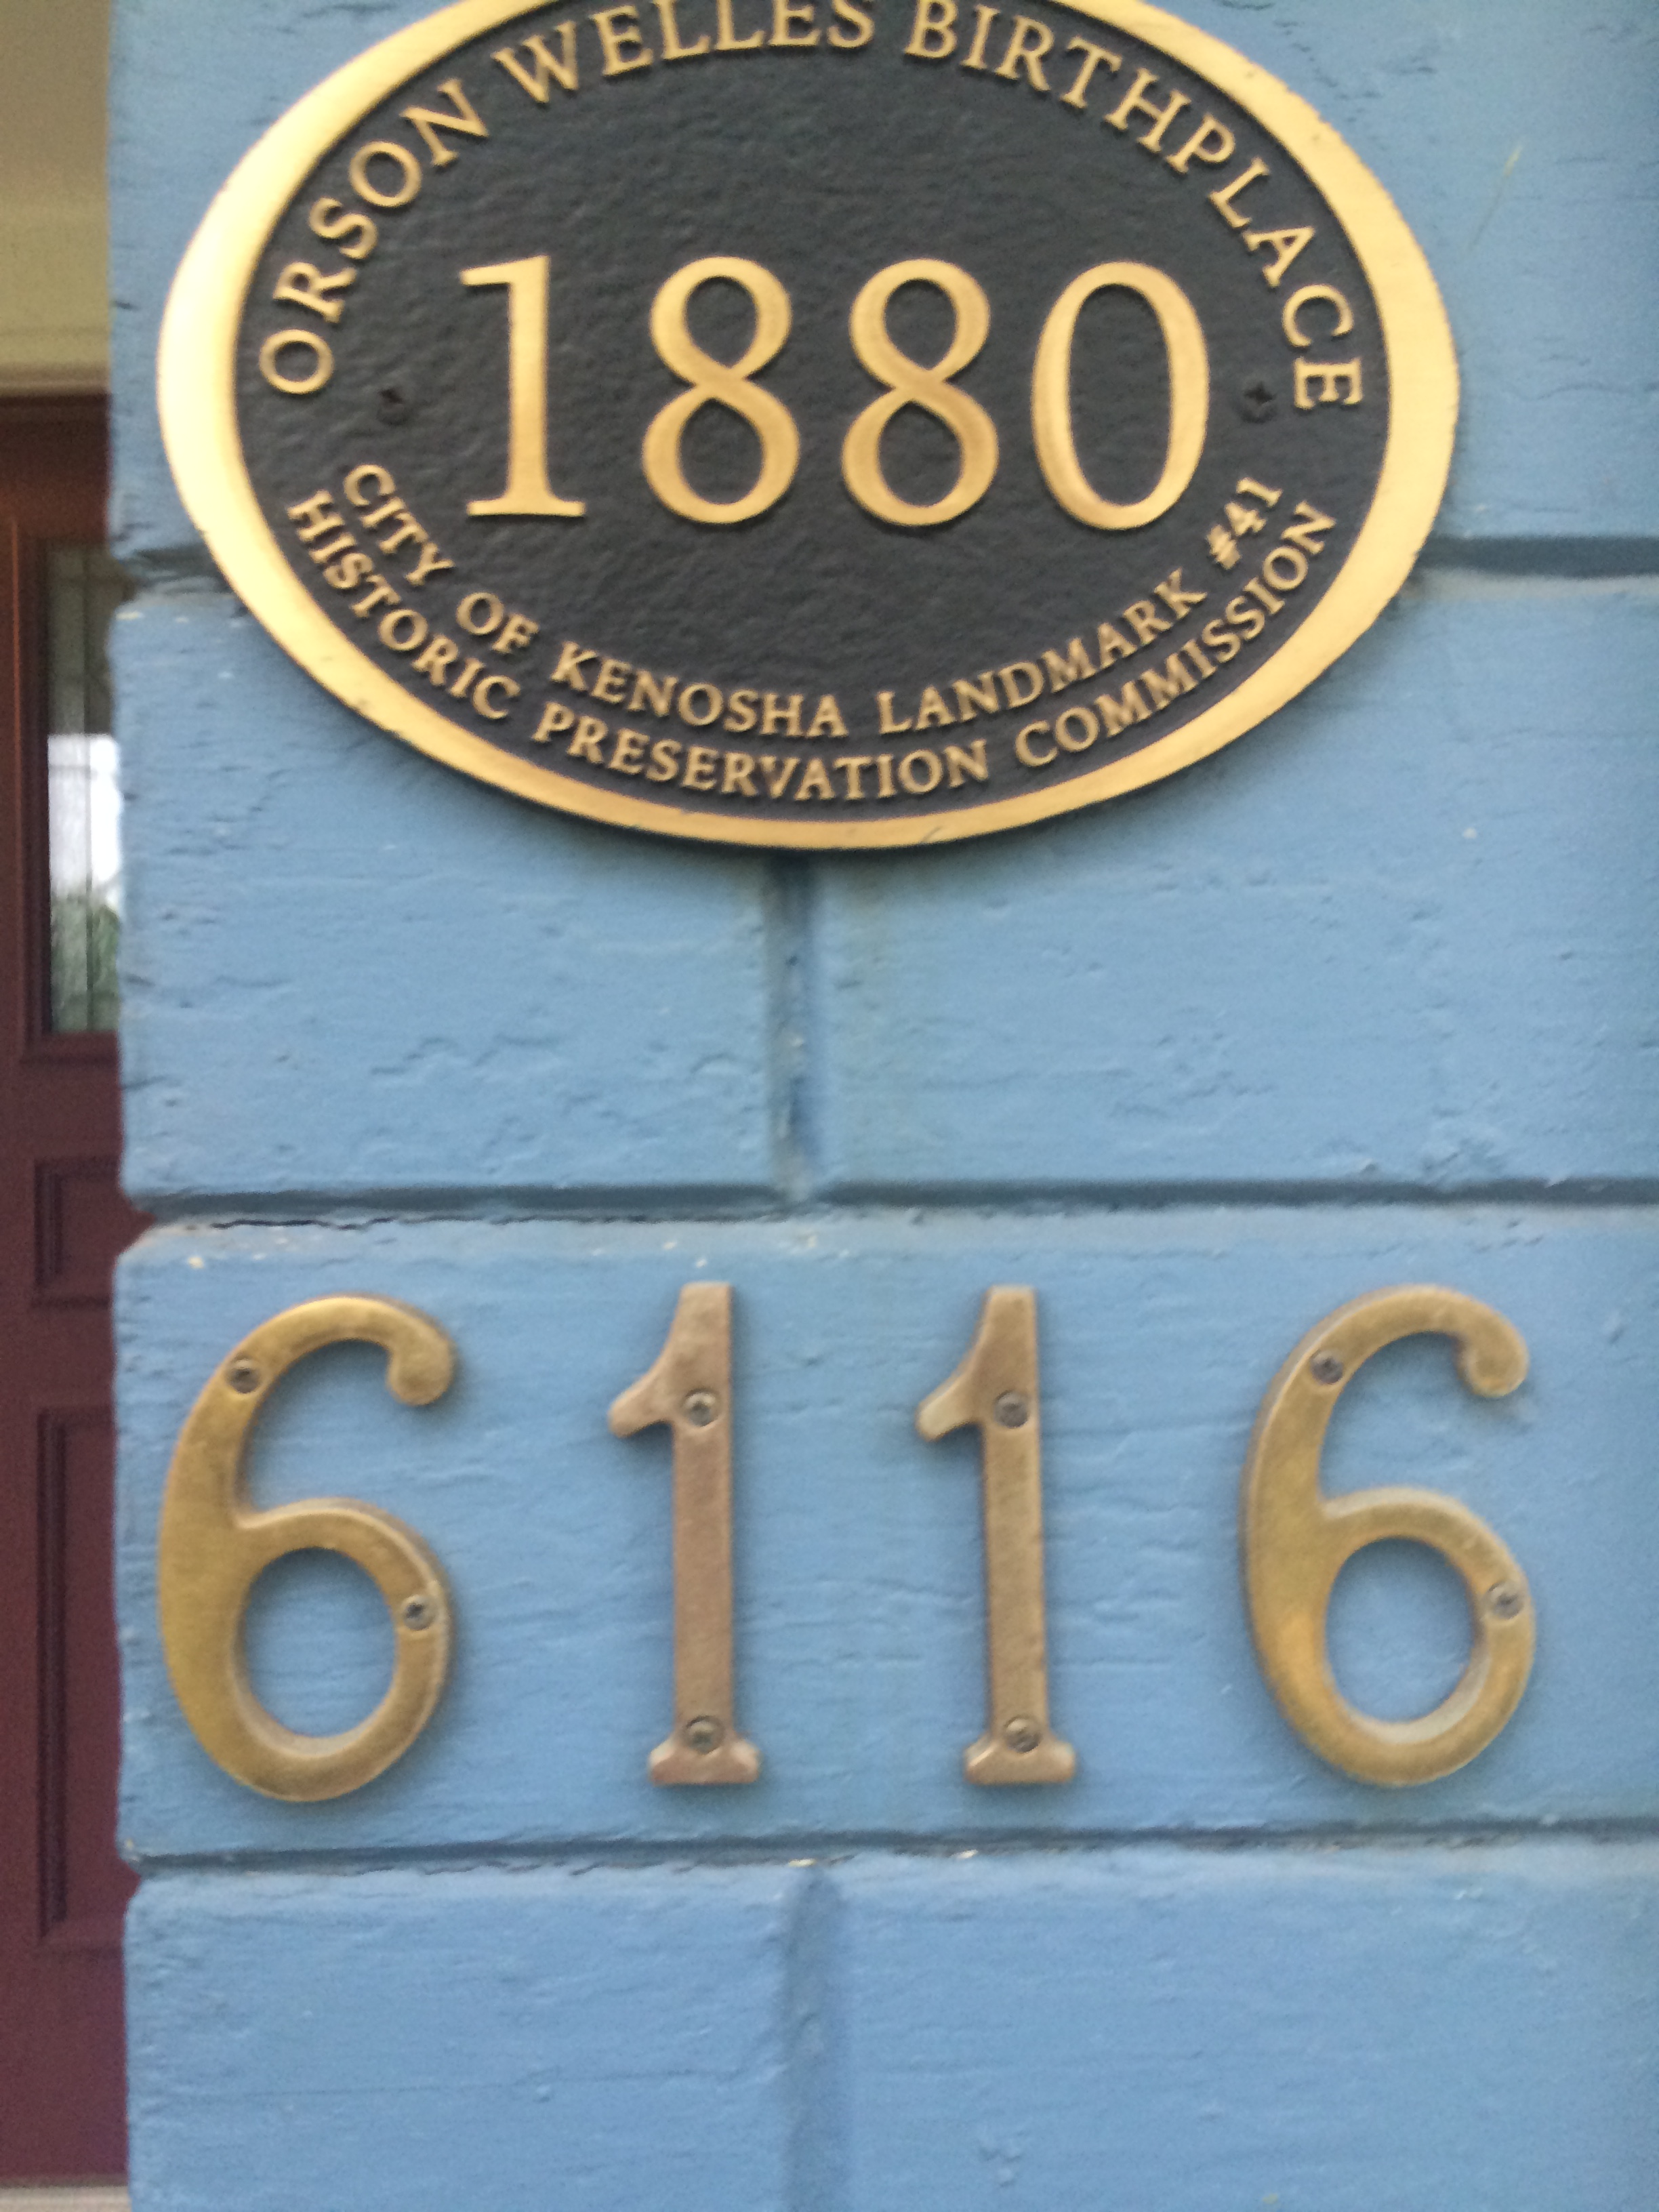 ORSON WELLES BIRTHPLACE
1880
CITY OF KENOSHA LANDMARK #41
HISTORIC PRESERVATION COMMISSION
6116